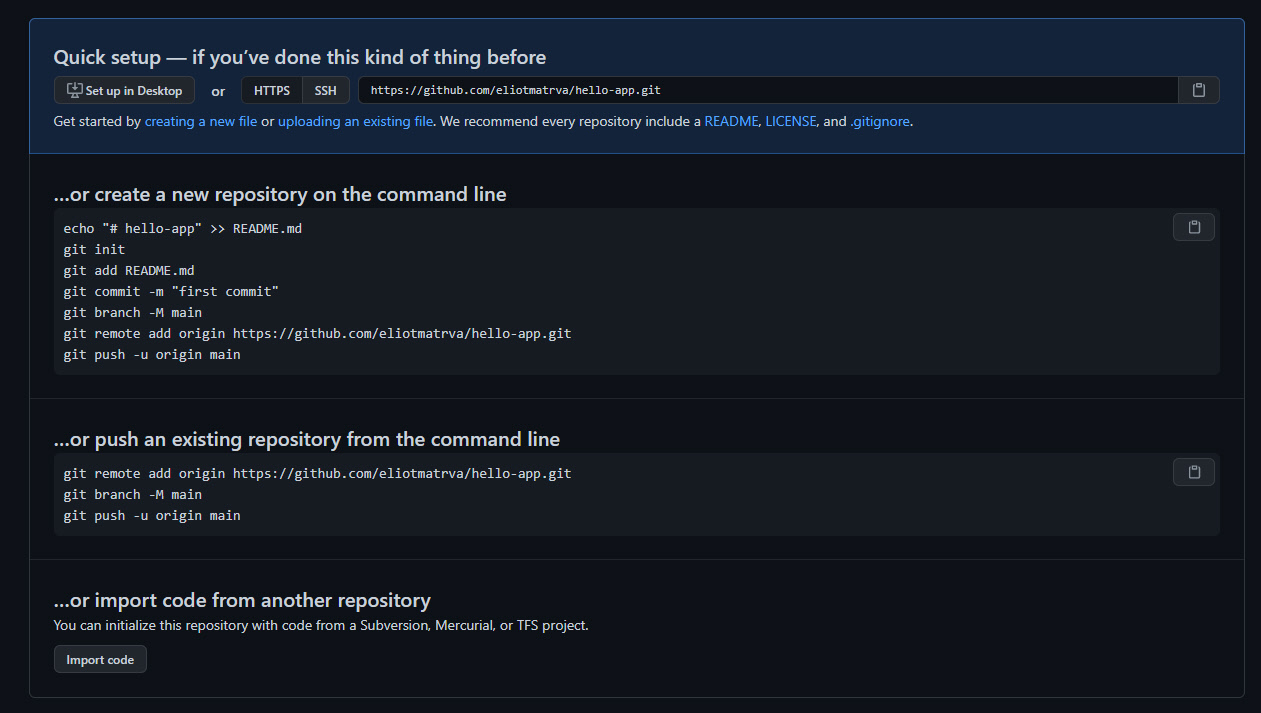 Quick setup — if you’ve done this kind of thing before
Set up in Desktop or HTTPS SSH https://github.com/eliotmatrva/hello-app.git
Get started by creating a new file or uploading an existing file. We recommend every repository include a README, LICENSE, and .gitignore.
…or create a new repository on the command line
echo "# hello-app" >> README.md
git init
git add README.md
git commit -m "first commit"
git branch -M main
git remote add origin https://github.com/eliotmatrva/hello-app.git
git push -u origin main
…or push an existing repository from the command line
git remote add origin https://github.com/eliotmatrva/hello-app.git
git branch -M main
git push -u origin main
…or import code from another repository
You can initialize this repository with code from a Subversion, Mercurial, or TFS project.
Import code